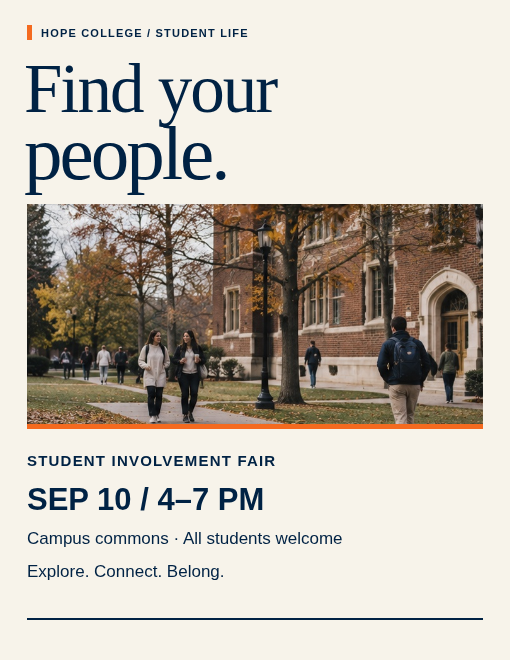 HOPE COLLEGE / STUDENT LIFE
Find your
people.
STUDENT INVOLVEMENT FAIR
SEP 10 / 4–7 PM
Campus commons · All students welcome
Explore. Connect. Belong.